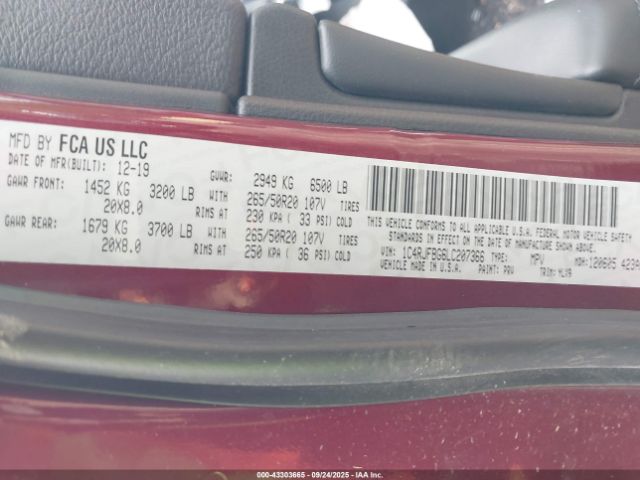 MFD BY FCA US LLC
DATE OF MFR(BUILT): 12-19 GVWR: 2949 KG 6500 LB
GAWR FRONT: 1452 KG 3200 LB WITH 265/50R20 107V TIRES
20X8.0 RIMS AT 230 KPA ( 33 PSI) COLD
GAWR REAR: 1679 KG 3700 LB WITH 265/50R20 107V TIRES
20X8.0 RIMS AT 250 KPA ( 36 PSI) COLD
THIS VEHICLE CONFORMS TO ALL APPLICABLE U.S.A. FEDERAL MOTOR VEHICLE SAFETY
STANDARDS IN EFFECT ON THE DATE OF MANUFACTURE SHOWN ABOVE.
VIN: 1C4RJFBG6LC207366 TYPE: MPV MDH: 120605
VEHICLE MADE IN U.S.A. PAINT: PRV TRIM:
000-43303665 - 09/24/2025 - IAA, Inc.